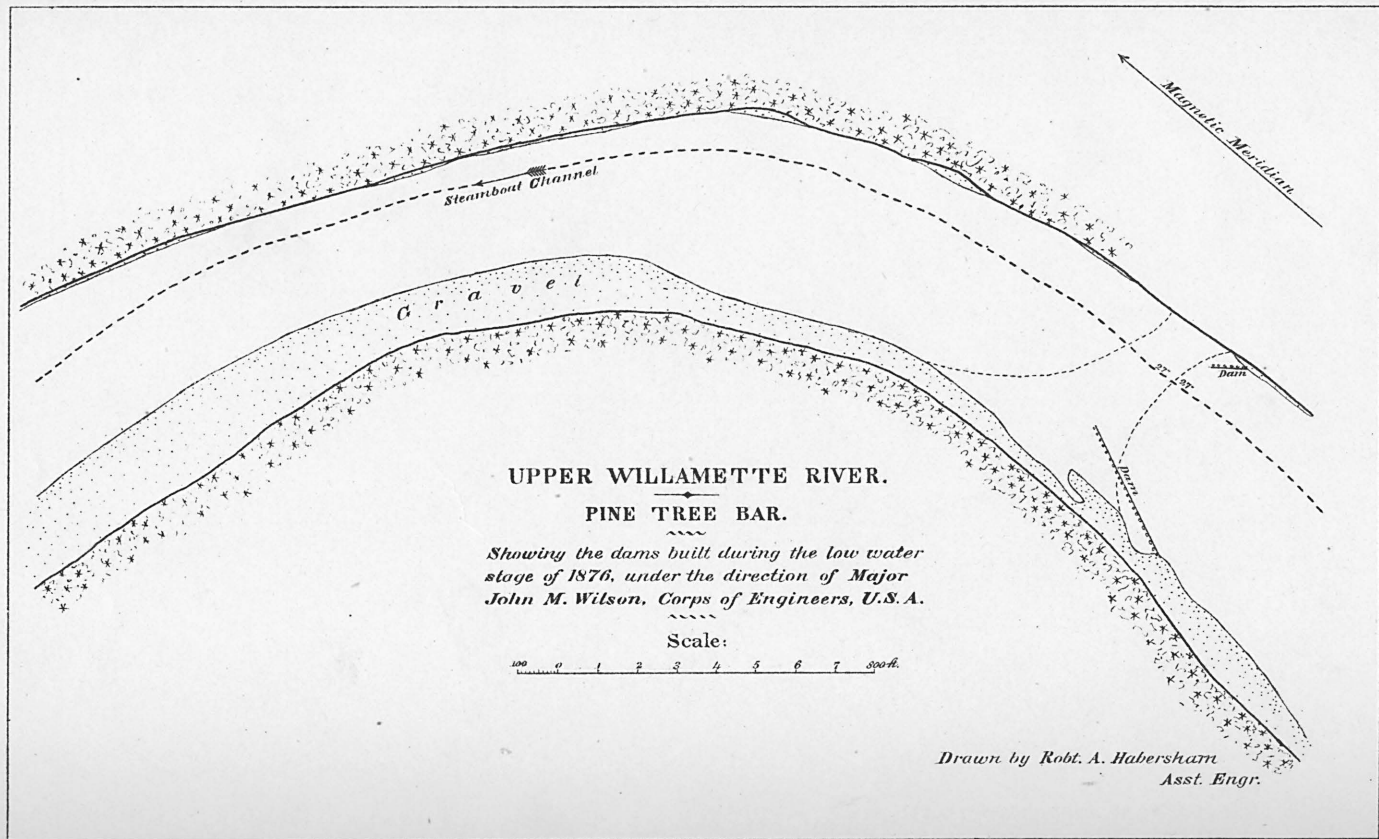 Magnetic Meridian
Steamboat Channel
Gravel
Dam
Dam
UPPER WILLAMETTE RIVER.
PINE TREE BAR.
Showing the dams built during the low water
stage of 1876, under the direction of Major
John M. Wilson, Corps of Engineers, U.S.A.
Scale:
100 0 1 2 3 4 5 6 7 800 ft.
Drawn by Robt. A. Habersham
Asst. Engr.